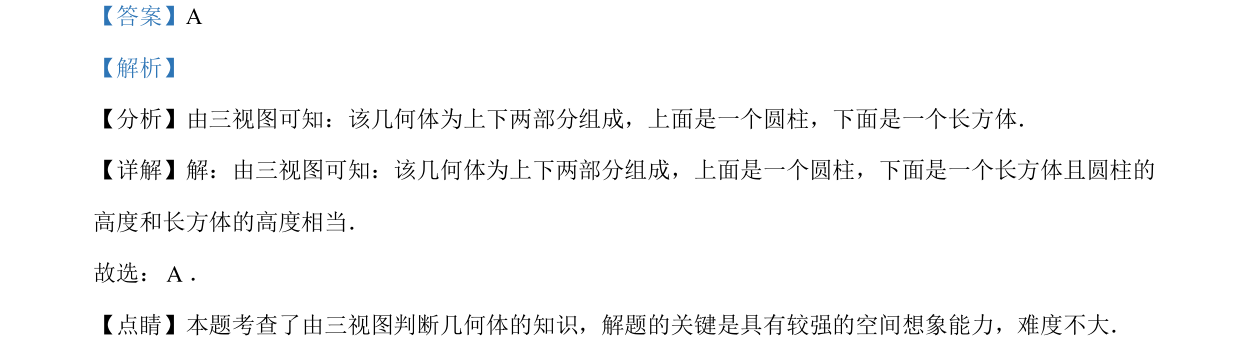 【答案】A
【解析】
【分析】由三视图可知：该几何体为上下两部分组成，上面是一个圆柱，下面是一个长方体．
【详解】解：由三视图可知：该几何体为上下两部分组成，上面是一个圆柱，下面是一个长方体且圆柱的
高度和长方体的高度相当．
故选： A ．
【点睛】本题考查了由三视图判断几何体的知识，解题的关键是具有较强的空间想象能力，难度不大．